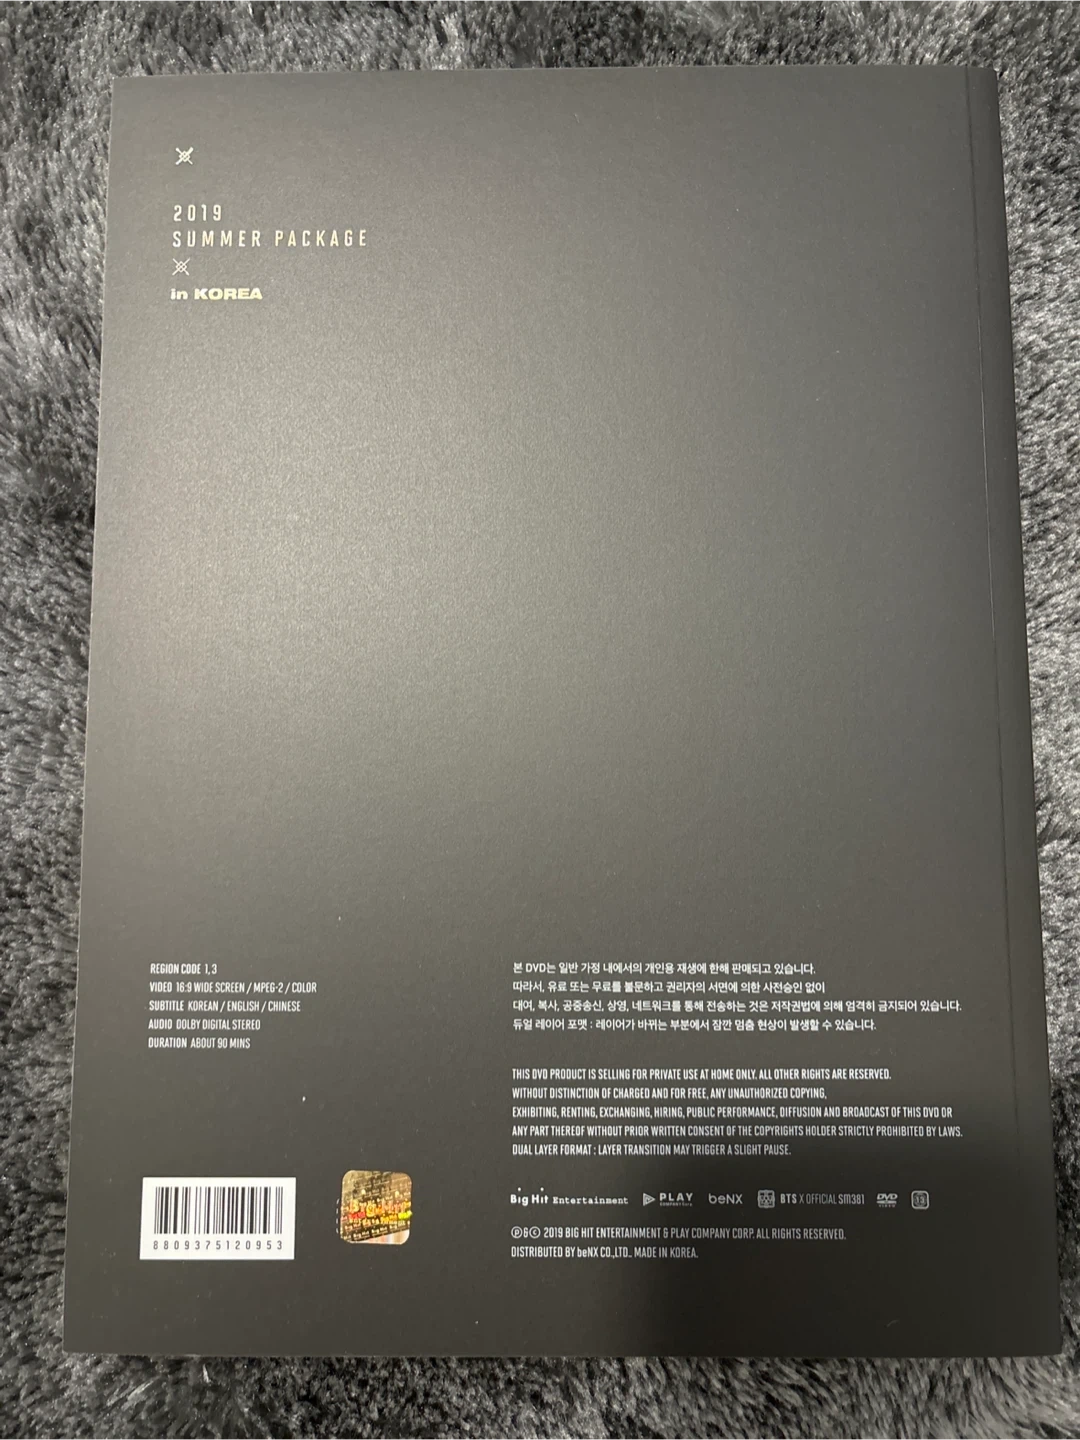 2019
SUMMER PACKAGE
in KOREA
REGION CODE 1, 3
VIDEO 16:9 WIDE SCREEN / MPEG-2 / COLOR
SUBTITLE KOREAN / ENGLISH / CHINESE
AUDIO DOLBY DIGITAL STEREO
DURATION ABOUT 90 MINS
본 DVD는 일반 가정 내에서의 개인용 재생에 한해 판매되고 있습니다.
따라서, 유료 또는 무료를 불문하고 권리자의 서면에 의한 사전승인 없이
대여, 복사, 공중송신, 상영, 네트워크를 통해 전송하는 것은 저작권법에 의해 엄격히 금지되어 있습니다.
듀얼 레이어 포맷 : 레이어가 바뀌는 부분에서 잠깐 멈춤 현상이 발생할 수 있습니다.
THIS DVD PRODUCT IS SELLING FOR PRIVATE USE AT HOME ONLY. ALL OTHER RIGHTS ARE RESERVED.
WITHOUT DISTINCTION OF CHARGED AND FOR FREE, ANY UNAUTHORIZED COPYING,
EXHIBITING, RENTING, EXCHANGING, HIRING, PUBLIC PERFORMANCE, DIFFUSION AND BROADCAST OF THIS DVD OR
ANY PART THEREOF WITHOUT PRIOR WRITTEN CONSENT OF THE COPYRIGHTS HOLDER STRICTLY PROHIBITED BY LAWS.
DUAL LAYER FORMAT : LAYER TRANSITION MAY TRIGGER A SLIGHT PAUSE.
8809375120953
Big Hit Entertainment PLAY beNX BTS X OFFICIAL SM381 DVD
Ⓟ&© 2019 BIG HIT ENTERTAINMENT & PLAY COMPANY CORP. ALL RIGHTS RESERVED.
DISTRIBUTED BY beNX CO.,LTD. MADE IN KOREA.